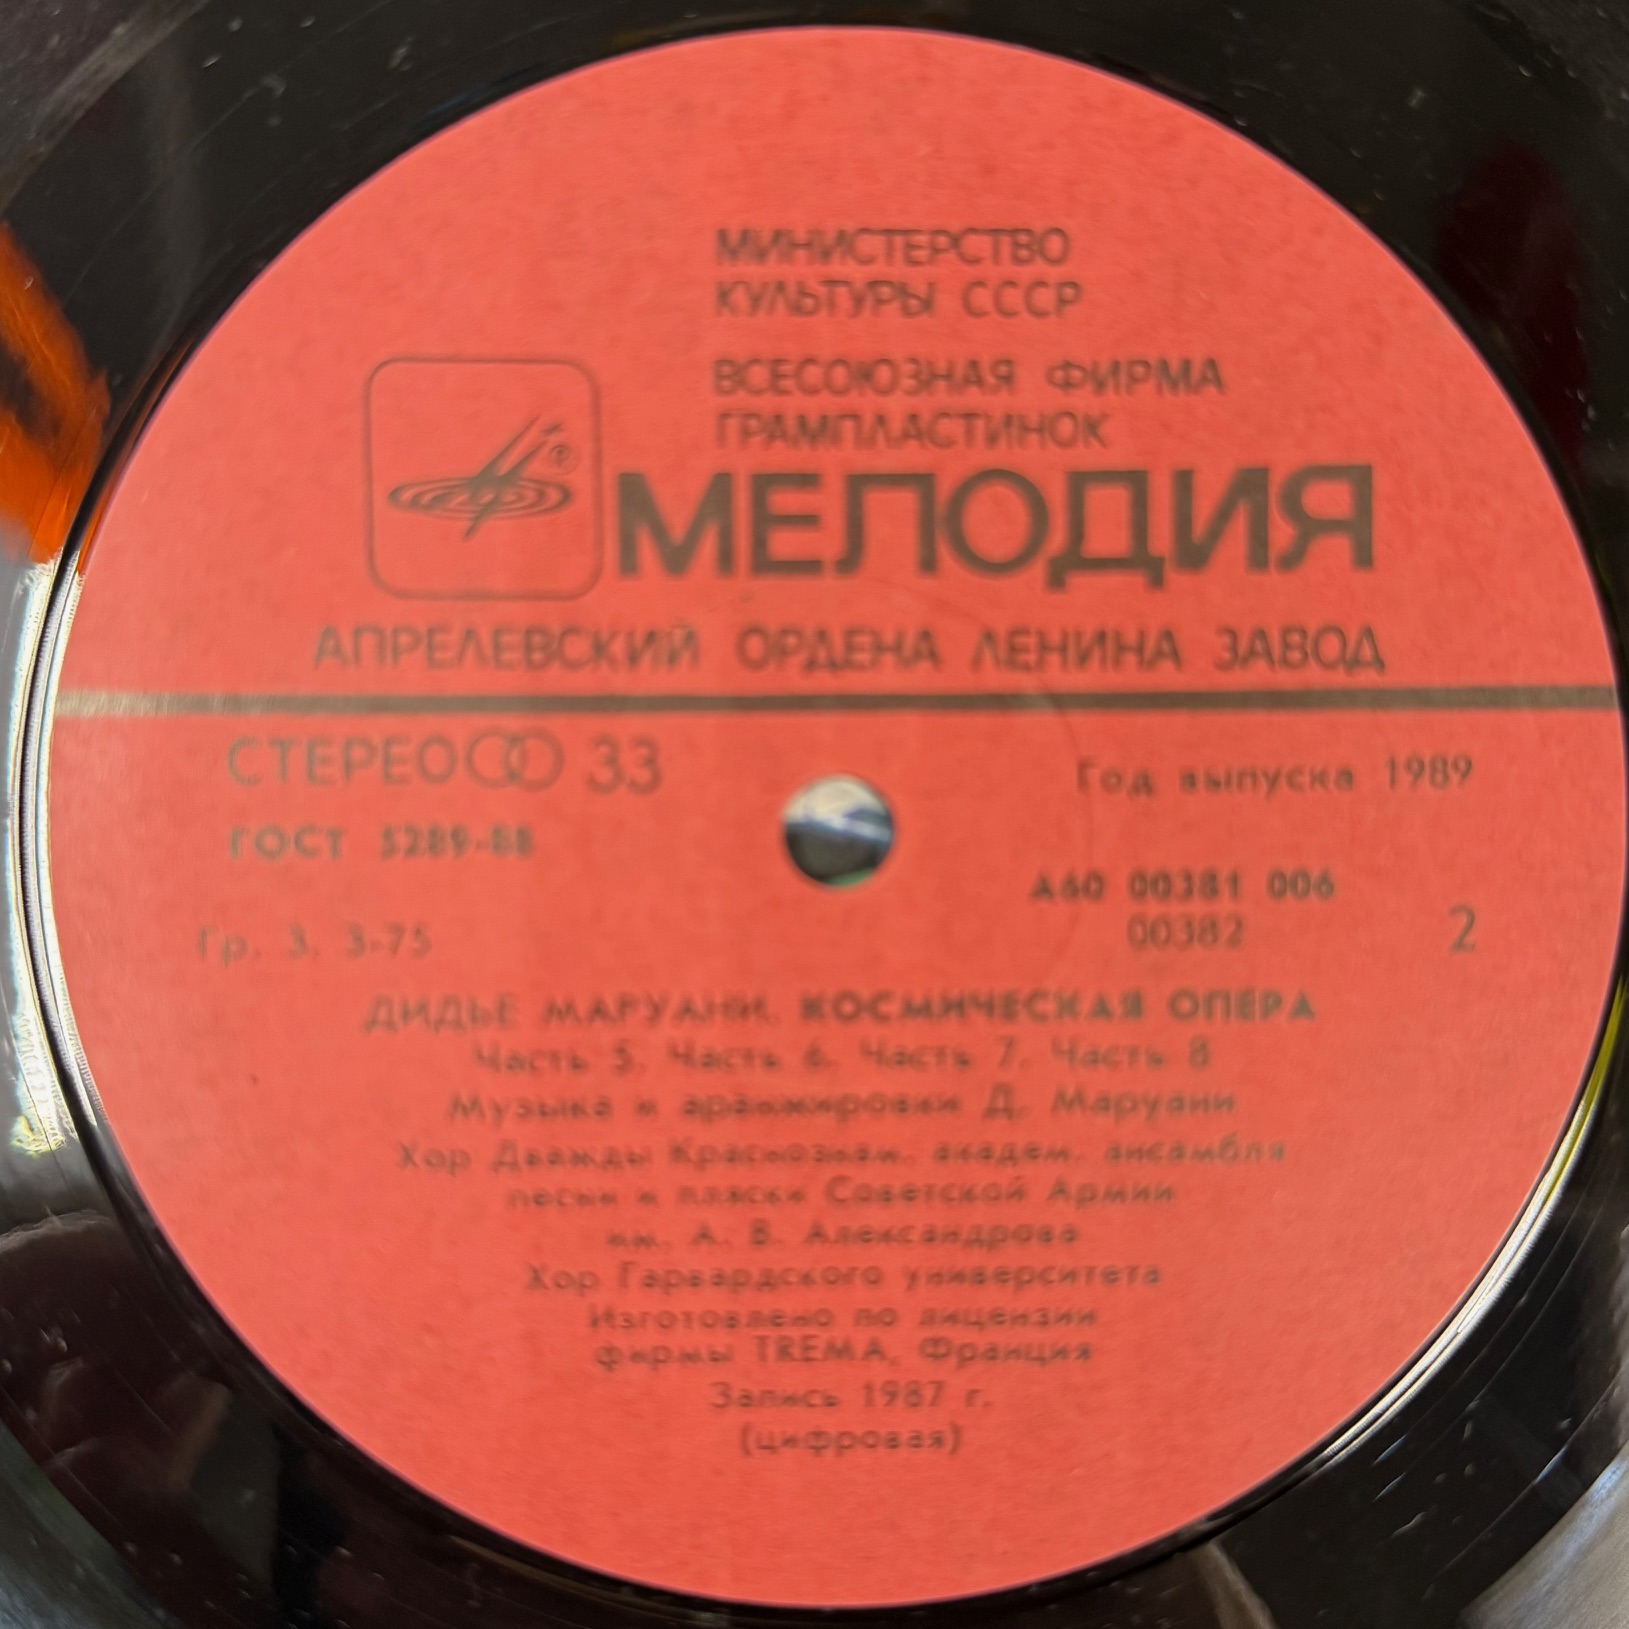 МИНИСТЕРСТВО
КУЛЬТУРЫ СССР
ВСЕСОЮЗНАЯ ФИРМА
ГРАМПЛАСТИНОК
МЕЛОДИЯ
АПРЕЛЕВСКИЙ ОРДЕНА ЛЕНИНА ЗАВОД
СТЕРЕО 33
Год выпуска 1989
ГОСТ 5289-88
А60 00381 006
00382
2
Гр. 3. 3-75
ДИДЬЕ МАРУАНИ. КОСМИЧЕСКАЯ ОПЕРА
Часть 5. Часть 6. Часть 7. Часть 8
Музыка и аранжировки Д. Маруани
Хор Дважды Краснознам. академ. ансамбля
песни и пляски Советской Армии
им. А. В. Александрова
Хор Гарвардского университета
Изготовлено по лицензии
фирмы TREMA, Франция
Запись 1987 г.
(цифровая)